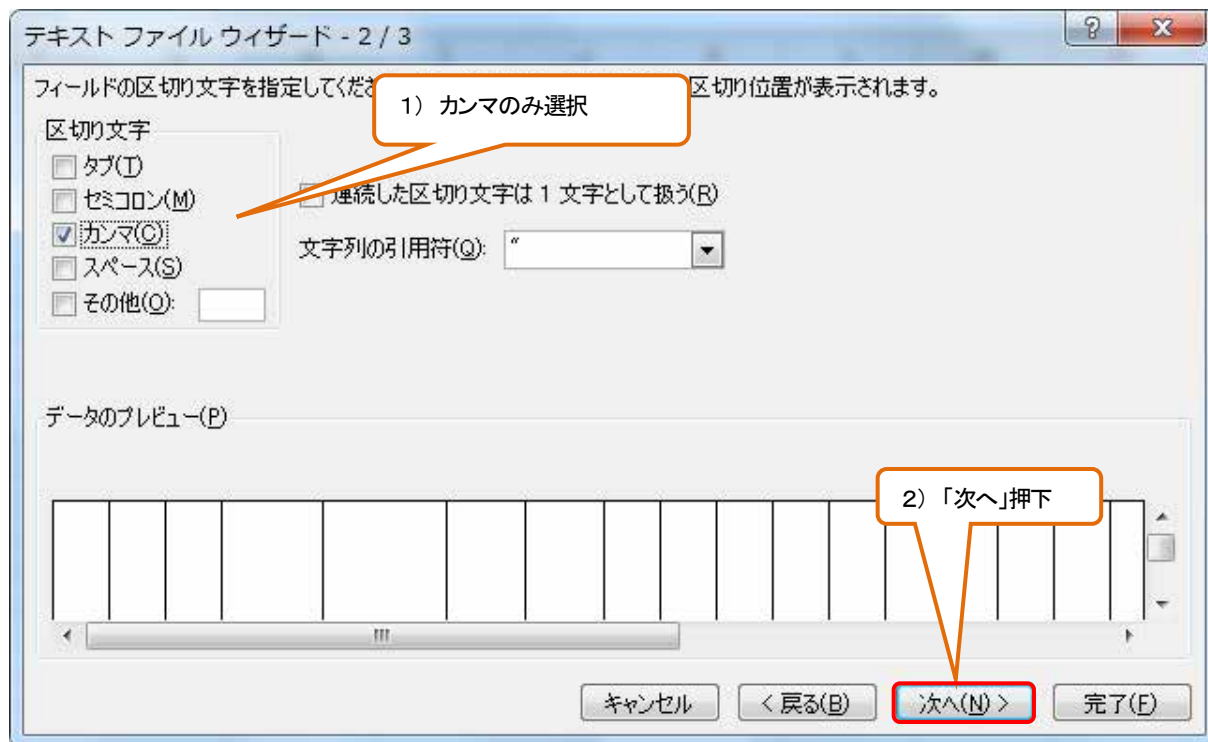 テキスト ファイル ウィザード - 2 / 3
フィールドの区切り文字を指定してくだ 区切り位置が表示されます。
1) カンマのみ選択
区切り文字
タブ(T)
セミコロン(M)
カンマ(C)
スペース(S)
その他(O):
連続した区切り文字は 1 文字として扱う(R)
文字列の引用符(Q): "
データのプレビュー(P)
2) 「次へ」押下
キャンセル
< 戻る(B)
次へ(N) >
完了(F)